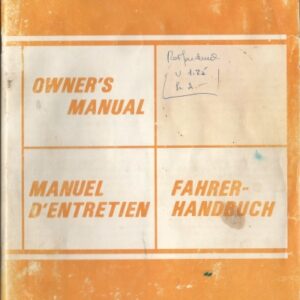 OWNER'S
MANUAL
MANUEL
D'ENTRETIEN
FAHRER-
HANDBUCH